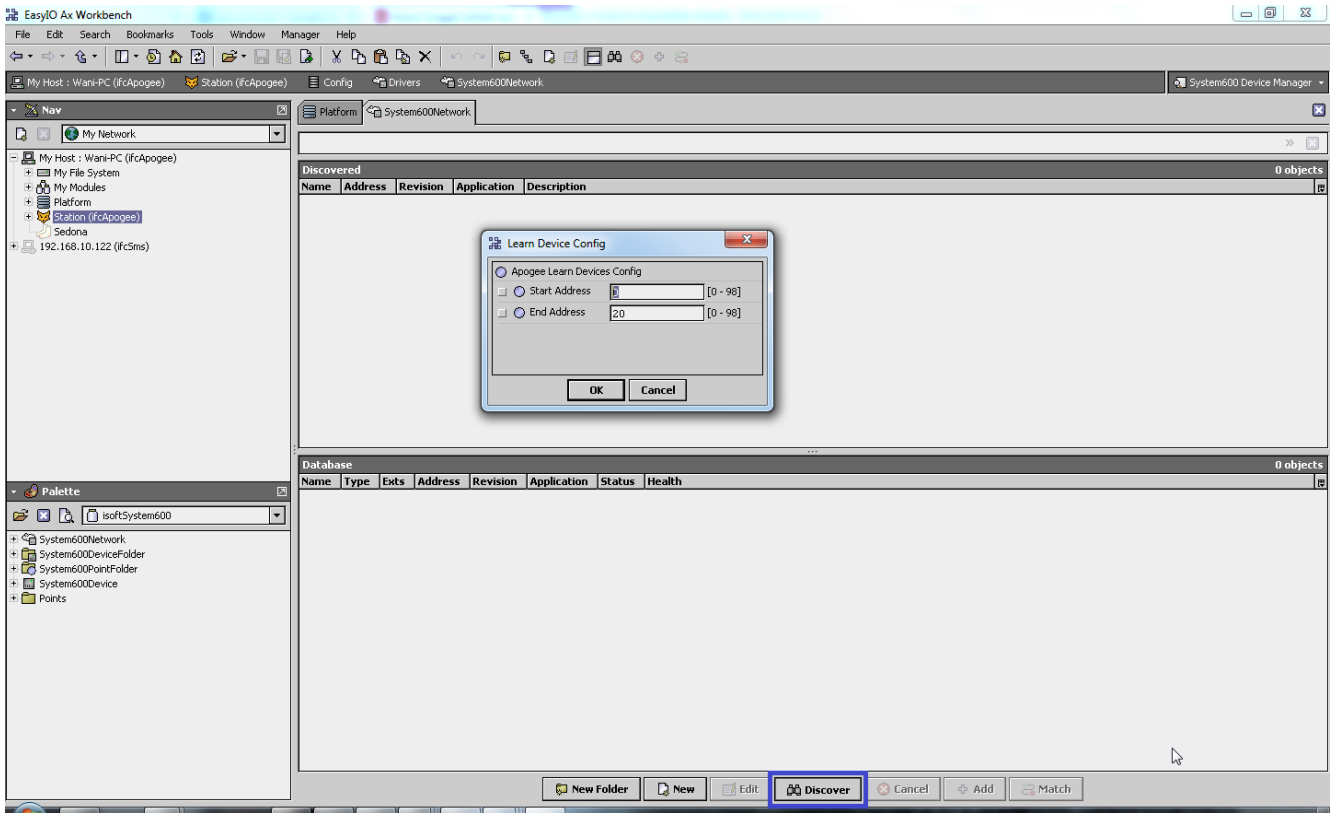 EasyIO Ax Workbench
File Edit Search Bookmarks Tools Window Manager Help
My Host : Wani-PC (ifcApogee) Station (ifcApogee) Config Drivers System600Network System600 Device Manager
Nav
My Network
My Host : Wani-PC (ifcApogee)
My File System
My Modules
Platform
Station (ifcApogee)
Sedona
192.168.10.122 (ifcSms)
Platform System600Network
Discovered 0 objects
Name Address Revision Application Description
Learn Device Config
Apogee Learn Devices Config
Start Address [0 - 98]
End Address 20 [0 - 98]
OK Cancel
Database 0 objects
Name Type Exts Address Revision Application Status Health
Palette
isoftSystem600
System600Network
System600DeviceFolder
System600PointFolder
System600Device
Points
New Folder New Edit Discover Cancel Add Match